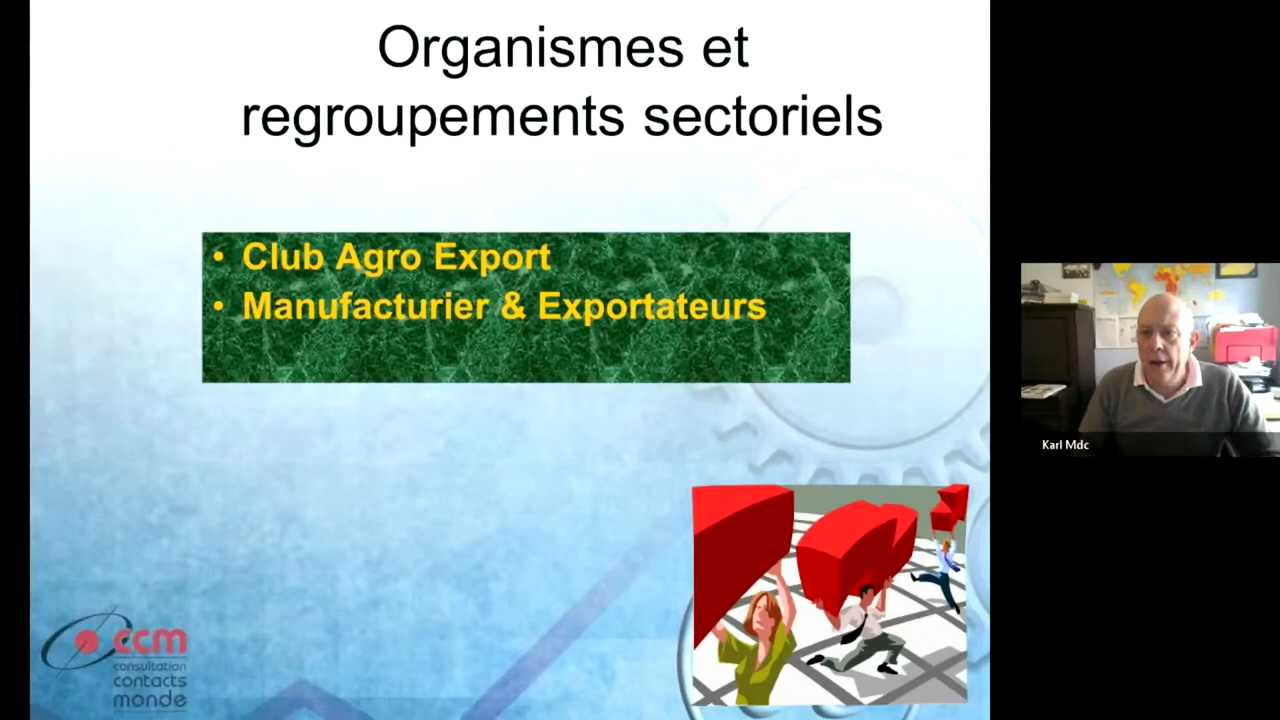 Organismes et
regroupements sectoriels
• Club Agro Export
• Manufacturier & Exportateurs
Karl Mdc
ccm
consultation
contacts
monde